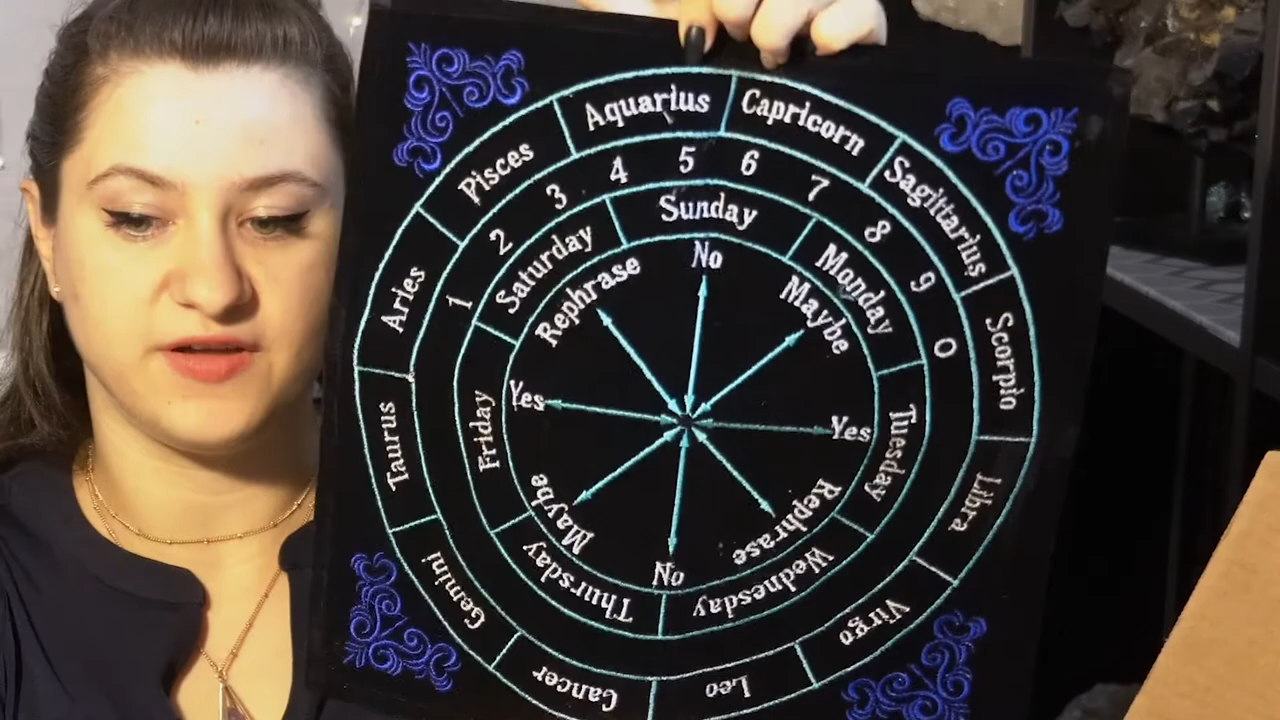 Aquarius
Capricorn
Sagittarius
Scorpio
Libra
Virgo
Leo
Cancer
Gemini
Taurus
Aries
Pisces
1 2 3 4 5 6 7 8 9 0
Sunday
Monday
Tuesday
Wednesday
Thursday
Friday
Saturday
No
Maybe
Yes
Rephrase
No
Maybe
Yes
Rephrase